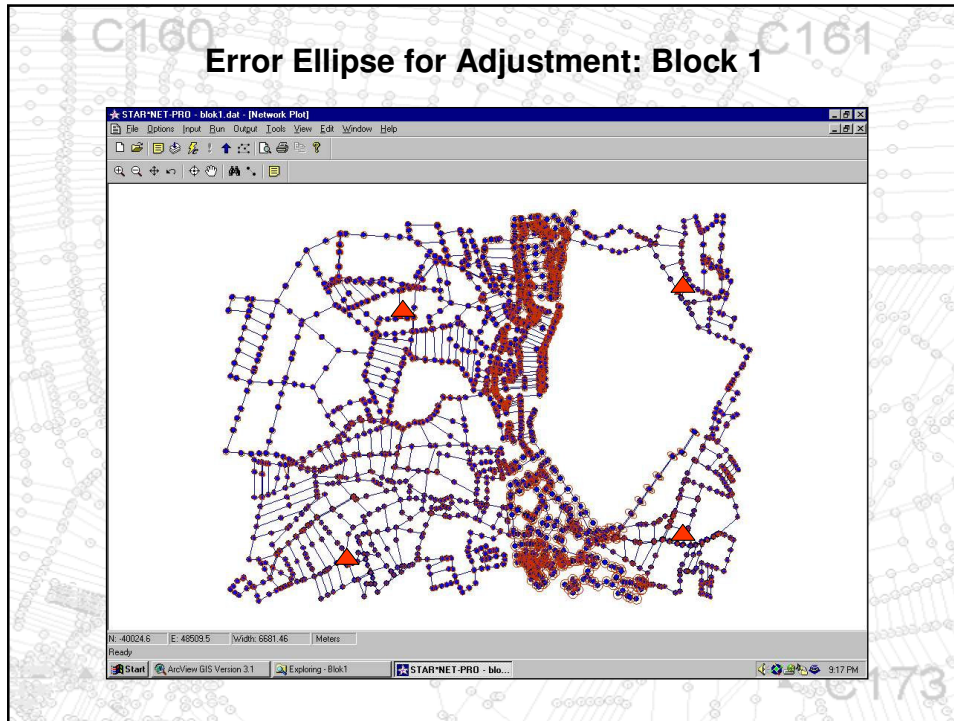 C160
C161
Error Ellipse for Adjustment: Block 1
STAR*NET-PRO - blok1.dat - [Network Plot]
File Options Input Run Output Tools View Edit Window Help
N: -40024.6 E: 48509.5 Width: 6681.46 Meters
Ready
Start ArcView GIS Version 3.1 Exploring - Blok1 STAR*NET-PRO - blo... 9:17 PM
C173